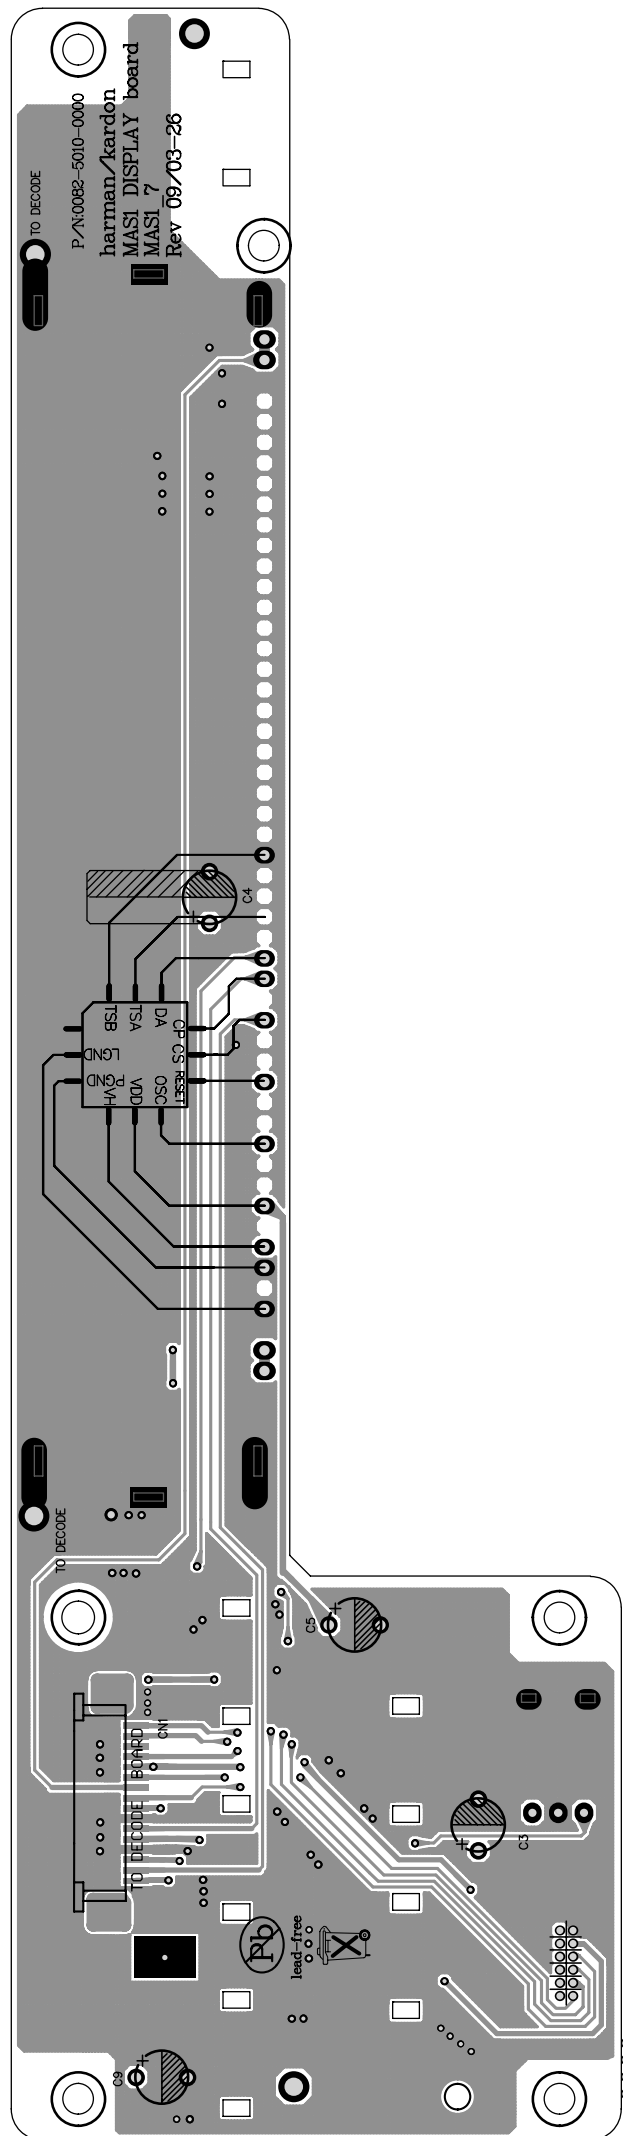 TO DECODE
P/N:0082-5010-0000
harman/kardon
MAS1 DISPLAY board
MAS1_7
Rev 09/03-26
C4
TSB
TSA
DA
CP
CS
RESET
LGND
PGND
VH
VDD
OSC
TO DECODE
C5
CN1
TO DECODE BOARD
C3
Pb
lead-free
C9